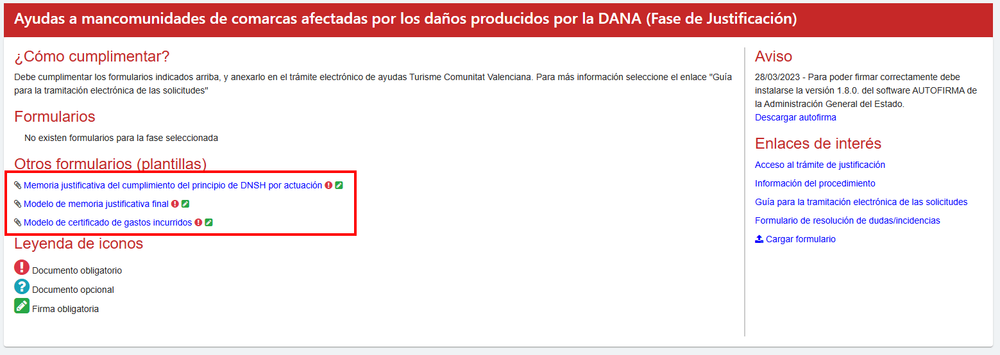 Ayudas a mancomunidades de comarcas afectadas por los daños producidos por la DANA (Fase de Justificación)
¿Cómo cumplimentar?
Debe cumplimentar los formularios indicados arriba, y anexarlo en el trámite electrónico de ayudas Turisme Comunitat Valenciana. Para más información seleccione el enlace "Guía
para la tramitación electrónica de las solicitudes"
Formularios
No existen formularios para la fase seleccionada
Otros formularios (plantillas)
Memoria justificativa del cumplimiento del principio de DNSH por actuación
Modelo de memoria justificativa final
Modelo de certificado de gastos incurridos
Leyenda de iconos
Documento obligatorio
Documento opcional
Firma obligatoria
Aviso
28/03/2023 - Para poder firmar correctamente debe
instalarse la versión 1.8.0. del software AUTOFIRMA de
la Administración General del Estado.
Descargar autofirma
Enlaces de interés
Acceso al trámite de justificación
Información del procedimiento
Guía para la tramitación electrónica de las solicitudes
Formulario de resolución de dudas/incidencias
Cargar formulario